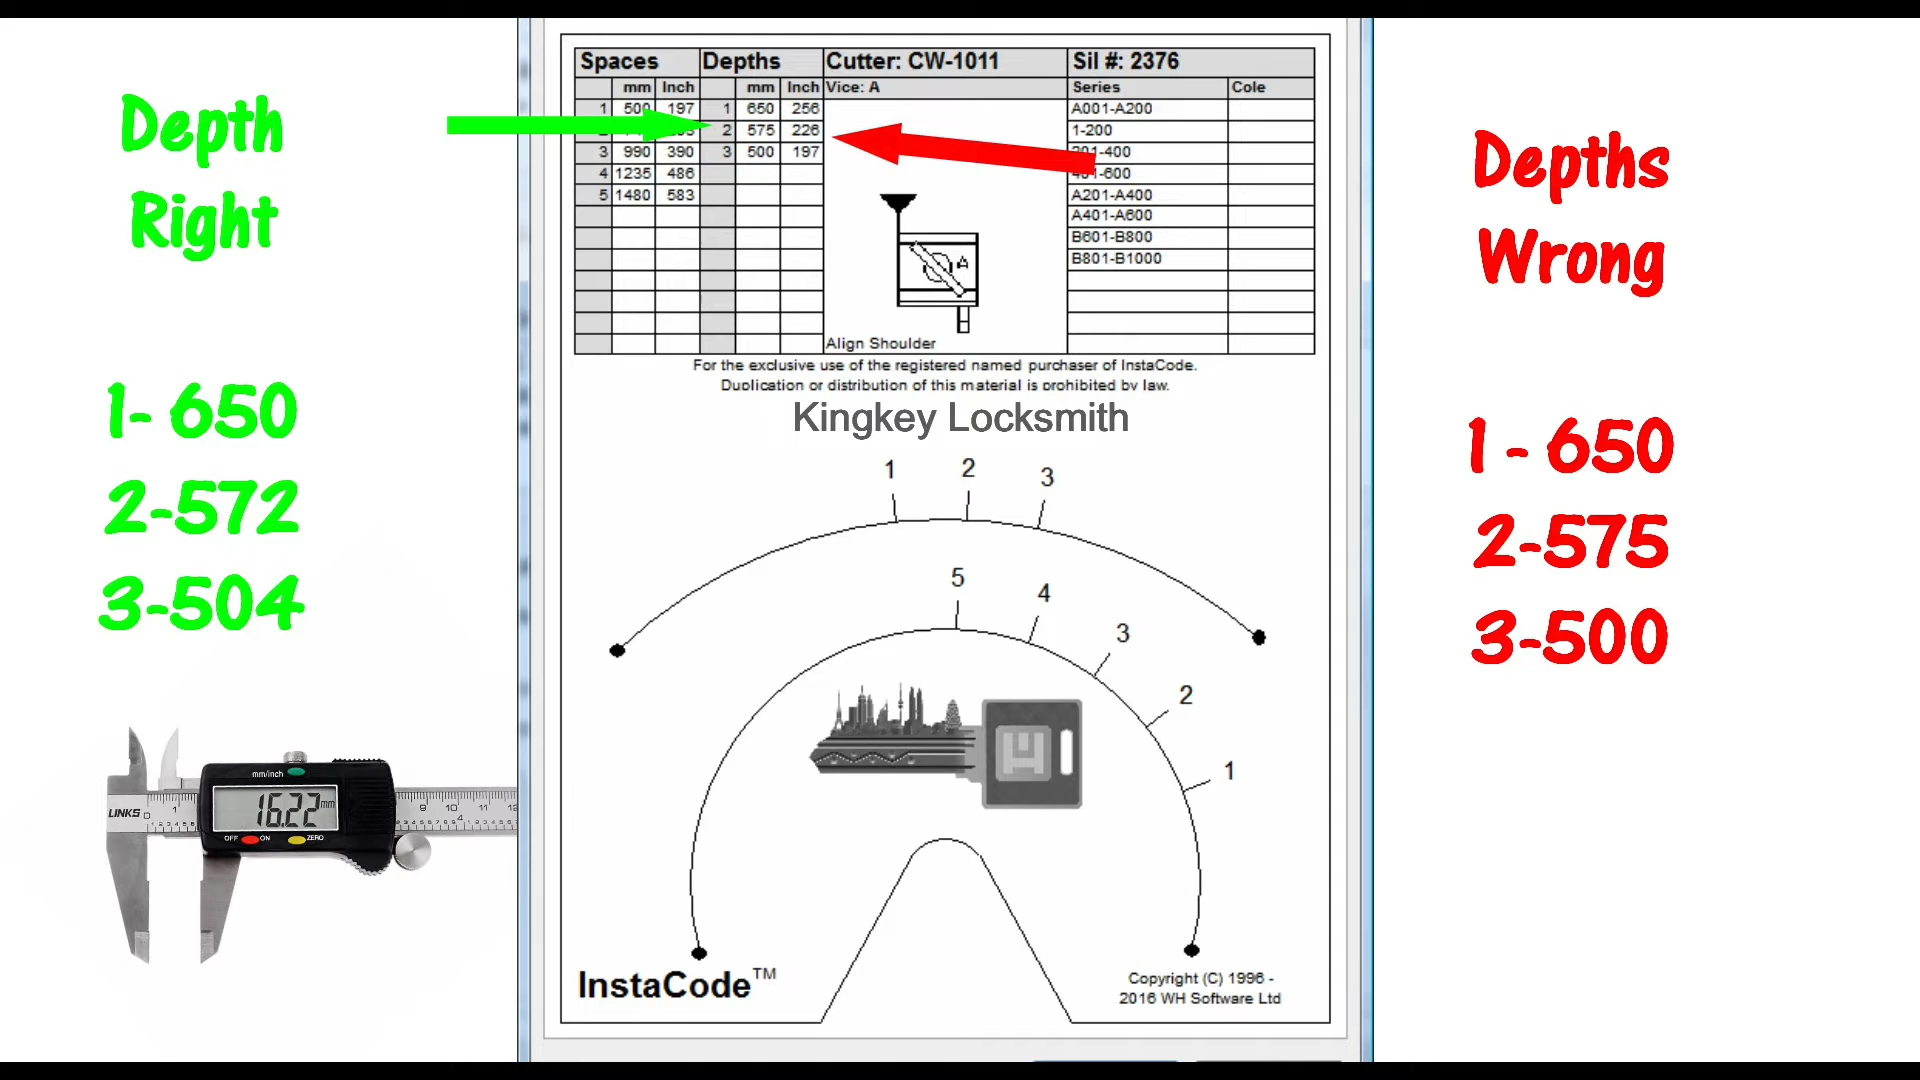 Depth
Right
1- 650
2-572
3-504
Depths
Wrong
1 - 650
2-575
3-500
Spaces Depths Cutter: CW-1011 Sil #: 2376
mm Inch mm Inch Vice: A Series Cole
1 500 197 1 650 256 A001-A200
2 575 226 1-200
3 990 390 3 500 197 201-400
4 1235 486 401-600
5 1480 583 A201-A400
A401-A600
B601-B800
B801-B1000
A
Align Shoulder
For the exclusive use of the registered named purchaser of InstaCode.
Duplication or distribution of this material is prohibited by law.
Kingkey Locksmith
1 2 3
5 4 3 2 1
mm/inch
LINKS
16.22 mm
OFF ON ZERO
InstaCode™
Copyright (C) 1996 -
2016 WH Software Ltd